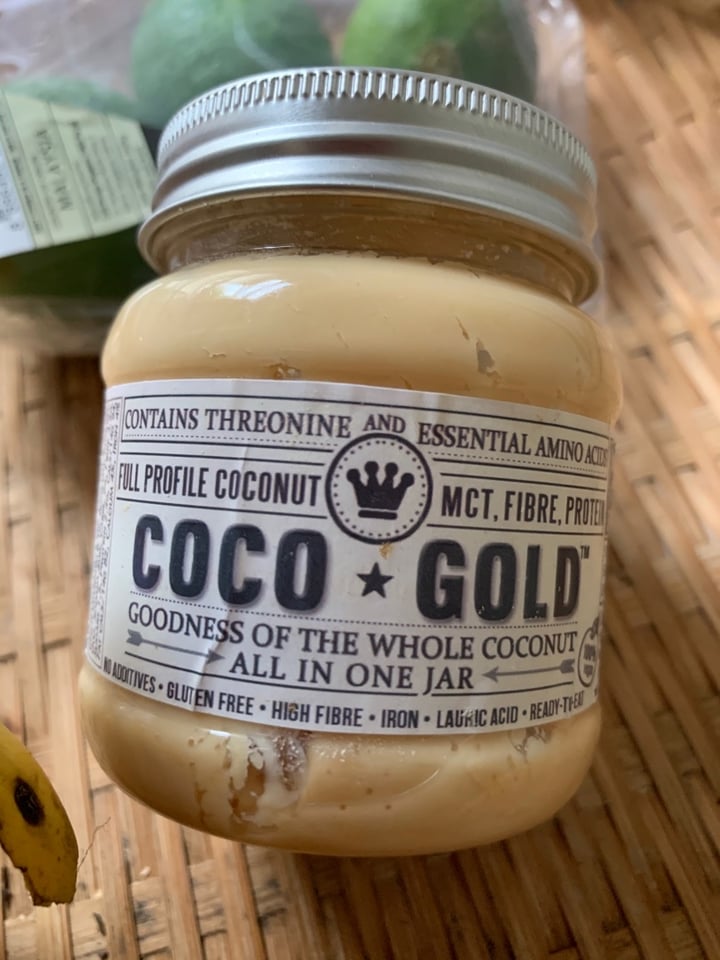 CONTAINS THREONINE AND ESSENTIAL AMINO ACIDS
FULL PROFILE COCONUT MCT, FIBRE, PROTEIN
COCO ★ GOLD™
GOODNESS OF THE WHOLE COCONUT
ALL IN ONE JAR
NO ADDITIVES • GLUTEN FREE • HIGH FIBRE • IRON • LAURIC ACID • READY-TO-EAT